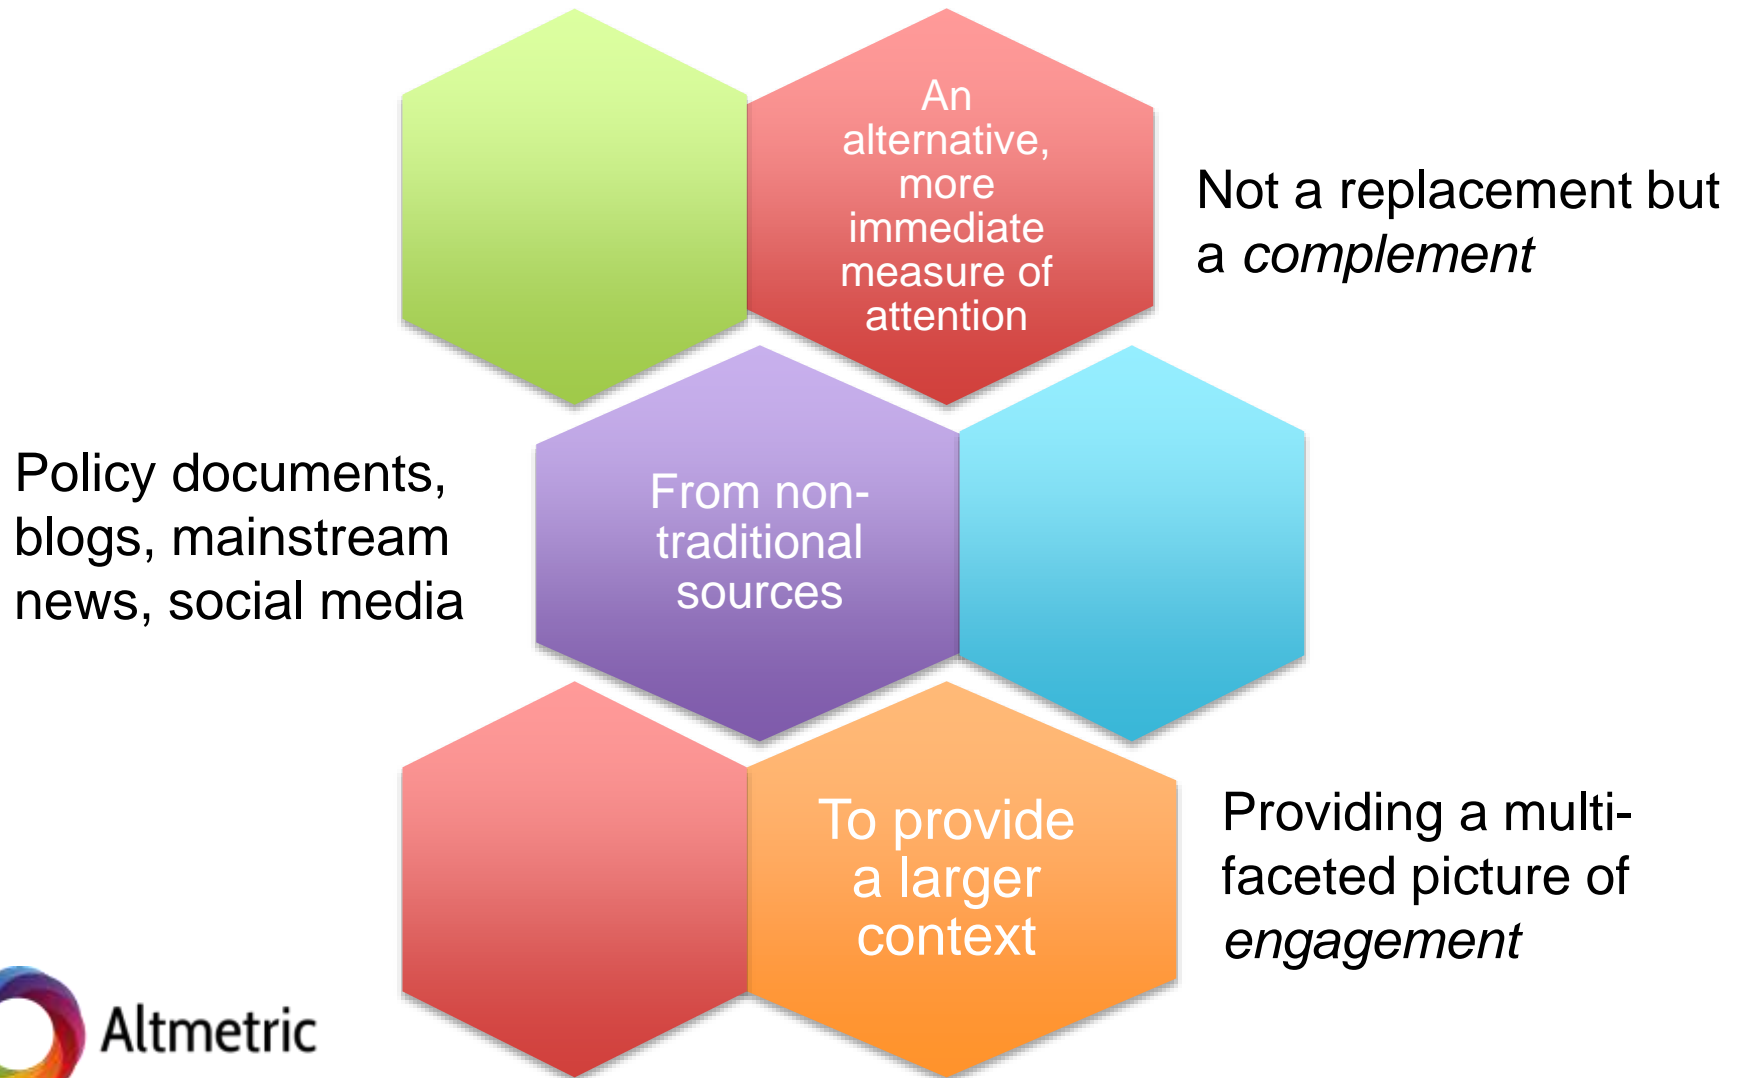 An
alternative,
more
immediate
measure of
attention
Not a replacement but
a complement
Policy documents,
blogs, mainstream
news, social media
From non-
traditional
sources
To provide
a larger
context
Providing a multi-
faceted picture of
engagement
Altmetric